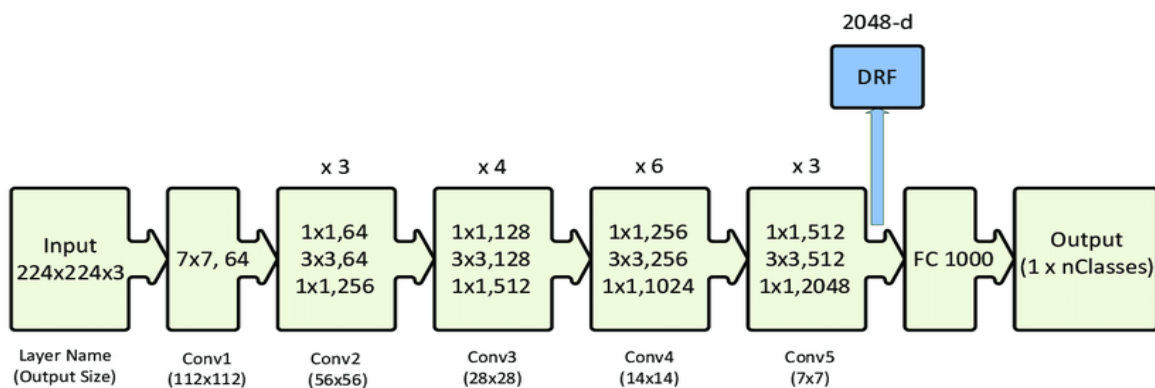 2048-d
DRF
x 3
x 4
x 6
x 3
Input
224x224x3
7x7, 64
1x1,64
3x3,64
1x1,256
1x1,128
3x3,128
1x1,512
1x1,256
3x3,256
1x1,1024
1x1,512
3x3,512
1x1,2048
FC 1000
Output
(1 x nClasses)
Layer Name
(Output Size)
Conv1
(112x112)
Conv2
(56x56)
Conv3
(28x28)
Conv4
(14x14)
Conv5
(7x7)